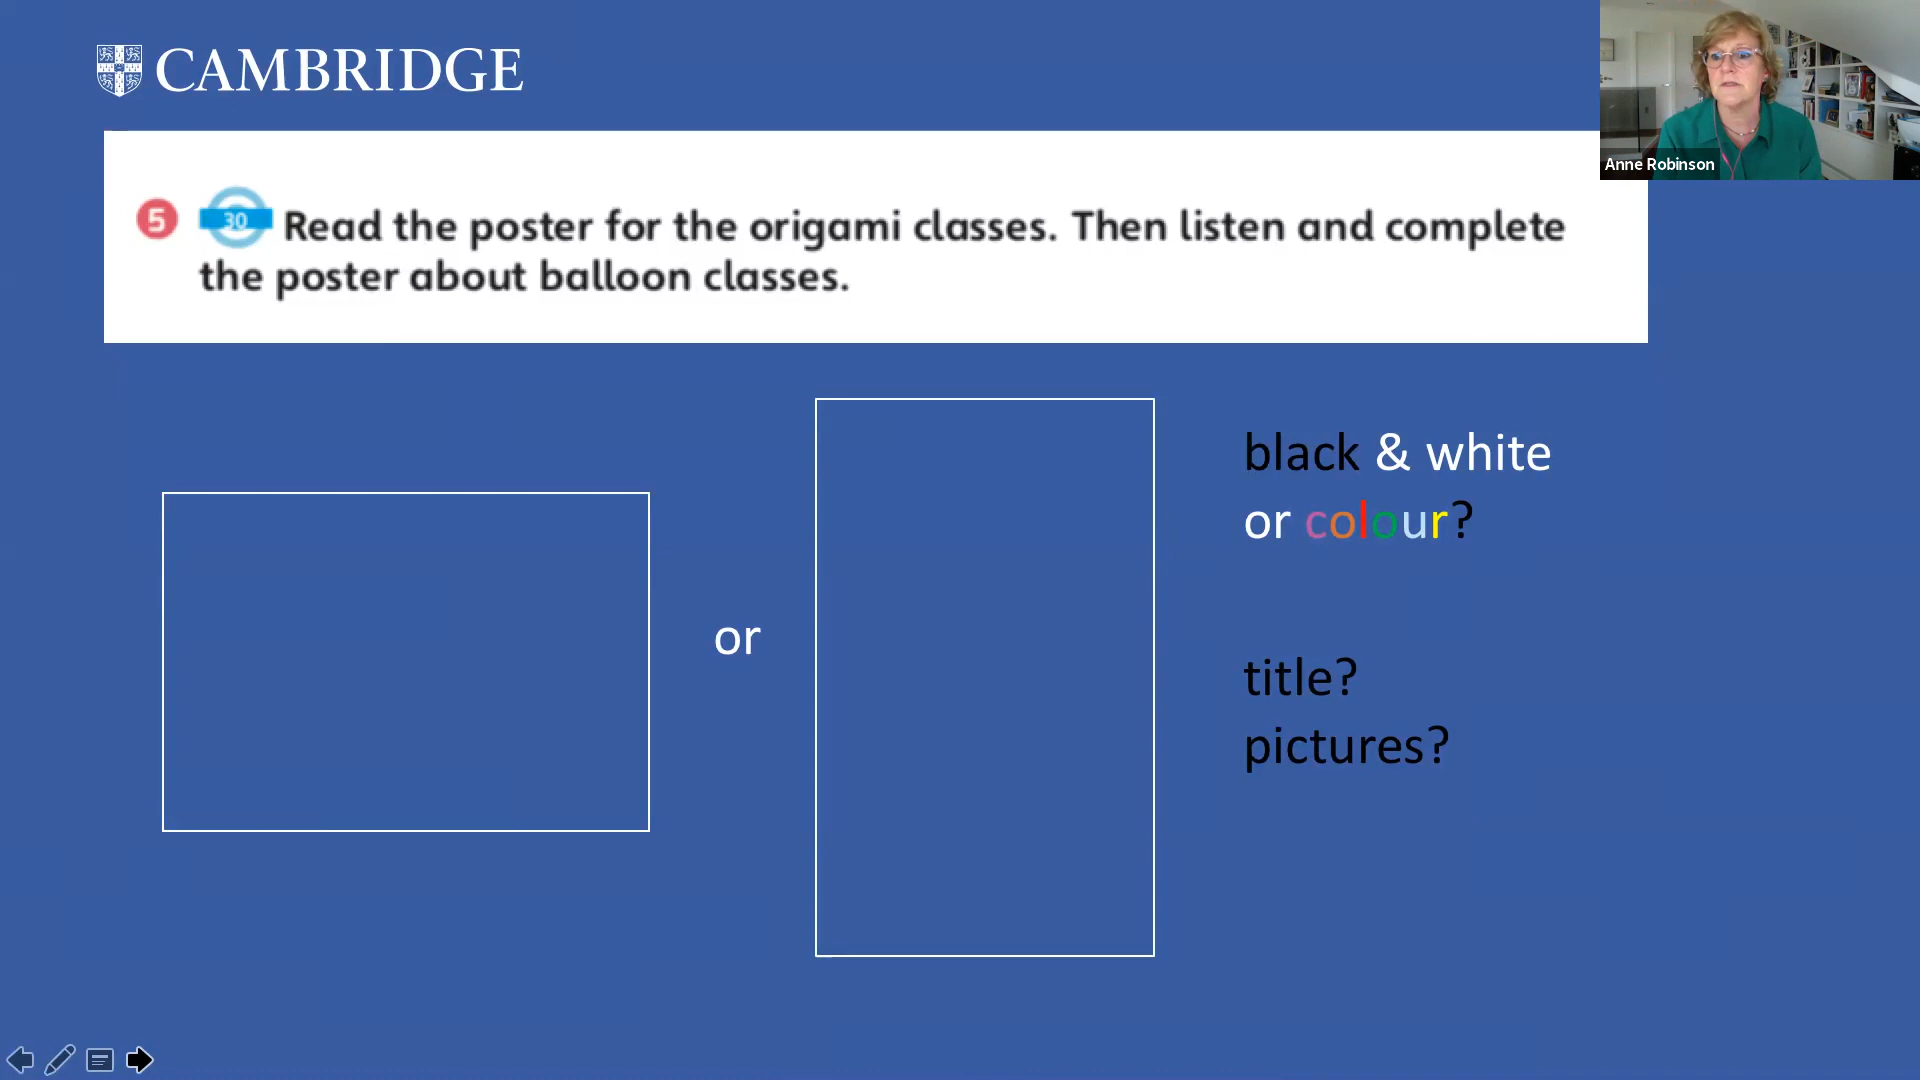 CAMBRIDGE
Anne Robinson
5 30 Read the poster for the origami classes. Then listen and complete
the poster about balloon classes.
black & white
or colour?
or
title?
pictures?